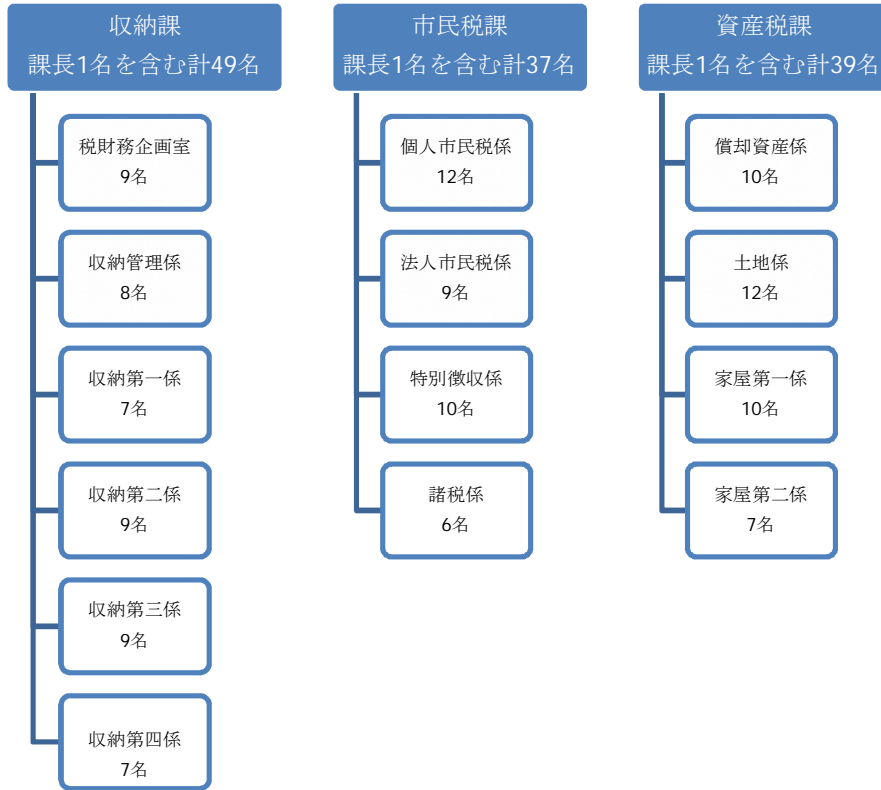 収納課
課長1名を含む計49名
税財務企画室
9名
収納管理係
8名
収納第一係
7名
収納第二係
9名
収納第三係
9名
収納第四係
7名
市民税課
課長1名を含む計37名
個人市民税係
12名
法人市民税係
9名
特別徴収係
10名
諸税係
6名
資産税課
課長1名を含む計39名
償却資産係
10名
土地係
12名
家屋第一係
10名
家屋第二係
7名